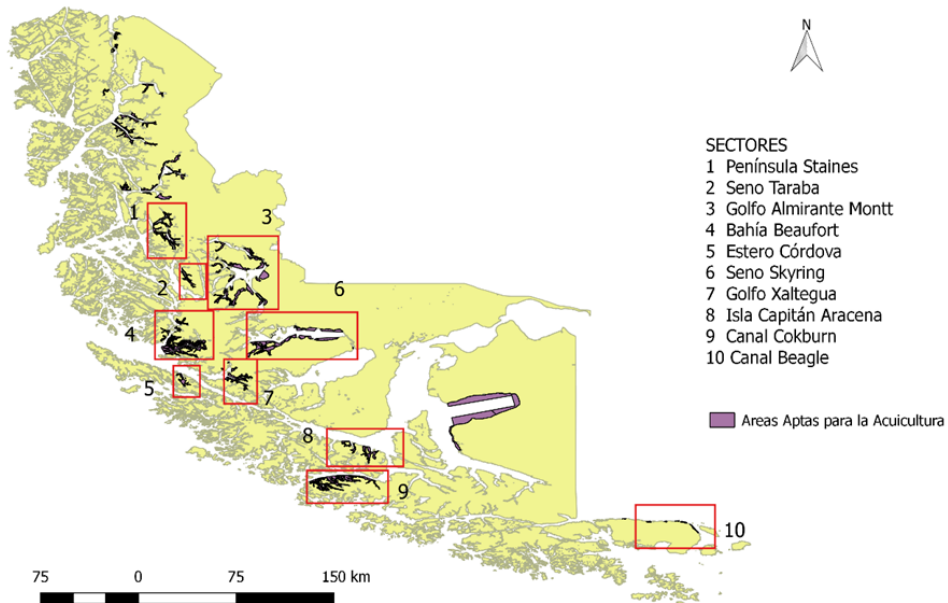 N
SECTORES
1 Península Staines
2 Seno Taraba
3 Golfo Almirante Montt
4 Bahía Beaufort
5 Estero Córdova
6 Seno Skyring
7 Golfo Xaltegua
8 Isla Capitán Aracena
9 Canal Cokburn
10 Canal Beagle
Areas Aptas para la Acuicultura
1
3
2
6
4
5
7
8
9
10
75 0 75 150 km